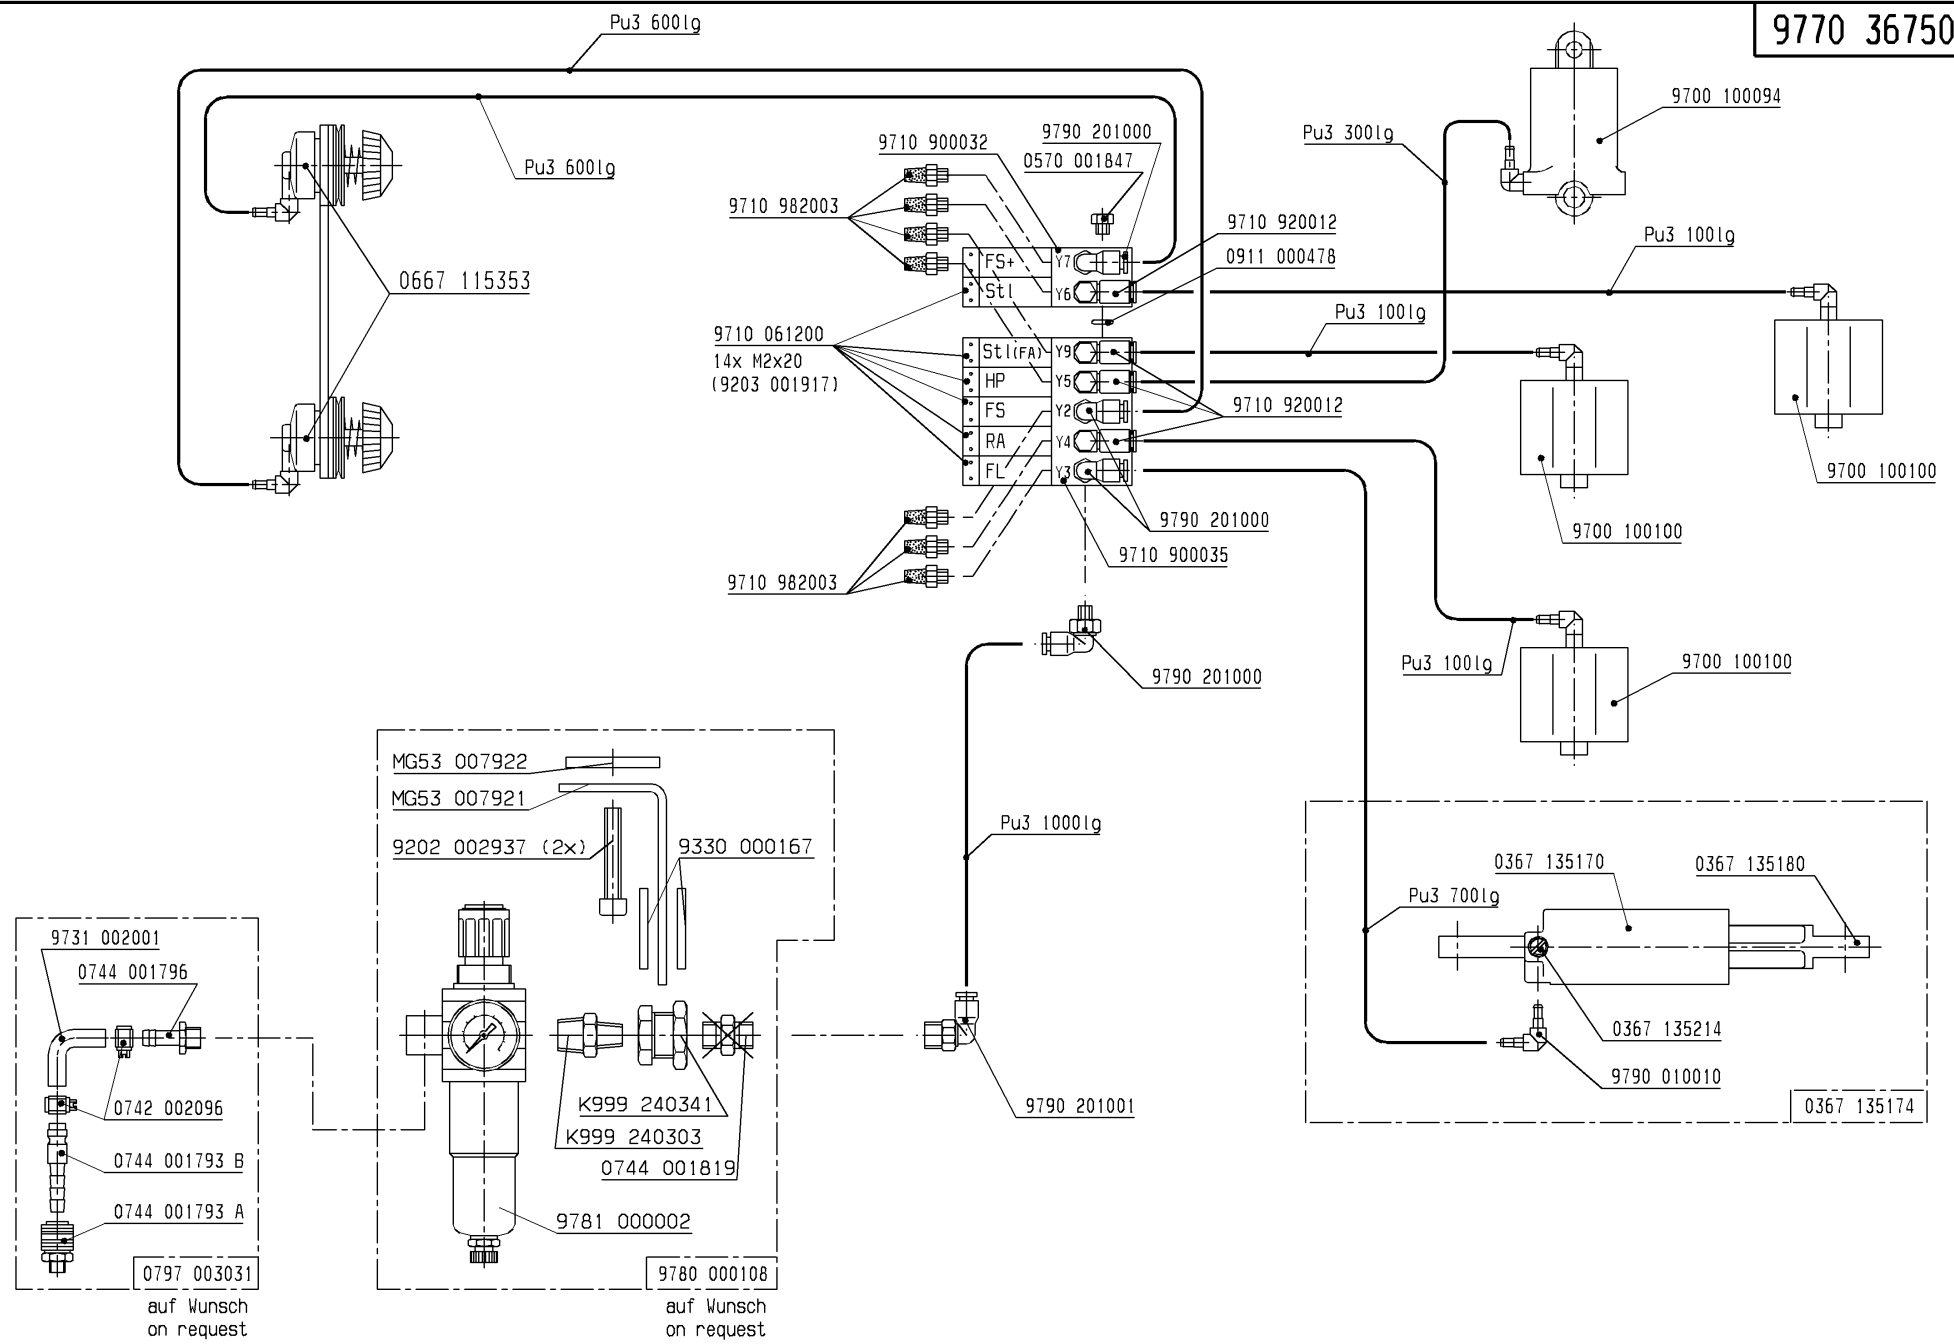 Pu3 600lg
9770 36750
9700 100094
Pu3 300lg
9790 201000
9710 900032
0570 001847
Pu3 600lg
9710 982003
9710 920012
Pu3 100lg
0911 000478
FS+ Y7
Stl Y6
0667 115353
Pu3 100lg
9710 061200
14x M2x20
(9203 001917)
Stl(FA) Y9
HP Y5
FS Y2
RA Y4
FL Y3
9710 920012
9700 100100
9790 201000
9700 100100
9710 900035
9710 982003
Pu3 100lg
9700 100100
9790 201000
MG53 007922
MG53 007921
9202 002937 (2x)
9330 000167
Pu3 1000lg
0367 135170
0367 135180
Pu3 700lg
9731 002001
0744 001796
0367 135214
9790 010010
0742 002096
K999 240341
K999 240303
9790 201001
0367 135174
0744 001793 B
0744 001819
0744 001793 A
9781 000002
0797 003031
9780 000108
auf Wunsch
on request
auf Wunsch
on request